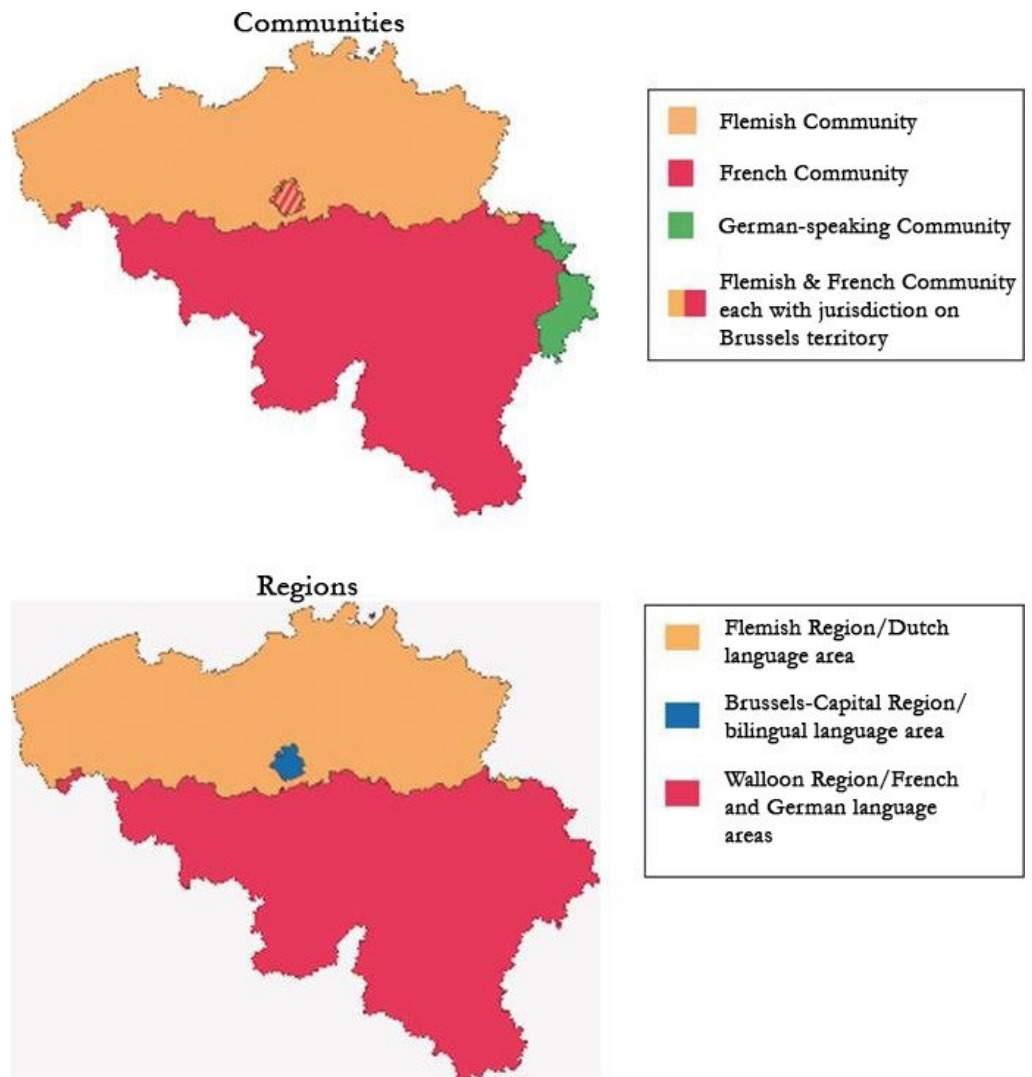 Communities
Flemish Community
French Community
German-speaking Community
Flemish & French Community
each with jurisdiction on
Brussels territory
Regions
Flemish Region/Dutch
language area
Brussels-Capital Region/
bilingual language area
Walloon Region/French
and German language
areas